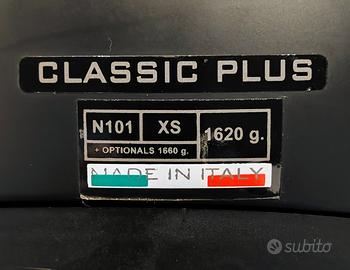 CLASSIC PLUS
N101 XS 1620 g.
+ OPTIONALS 1660 g.
MADE IN ITALY
subito